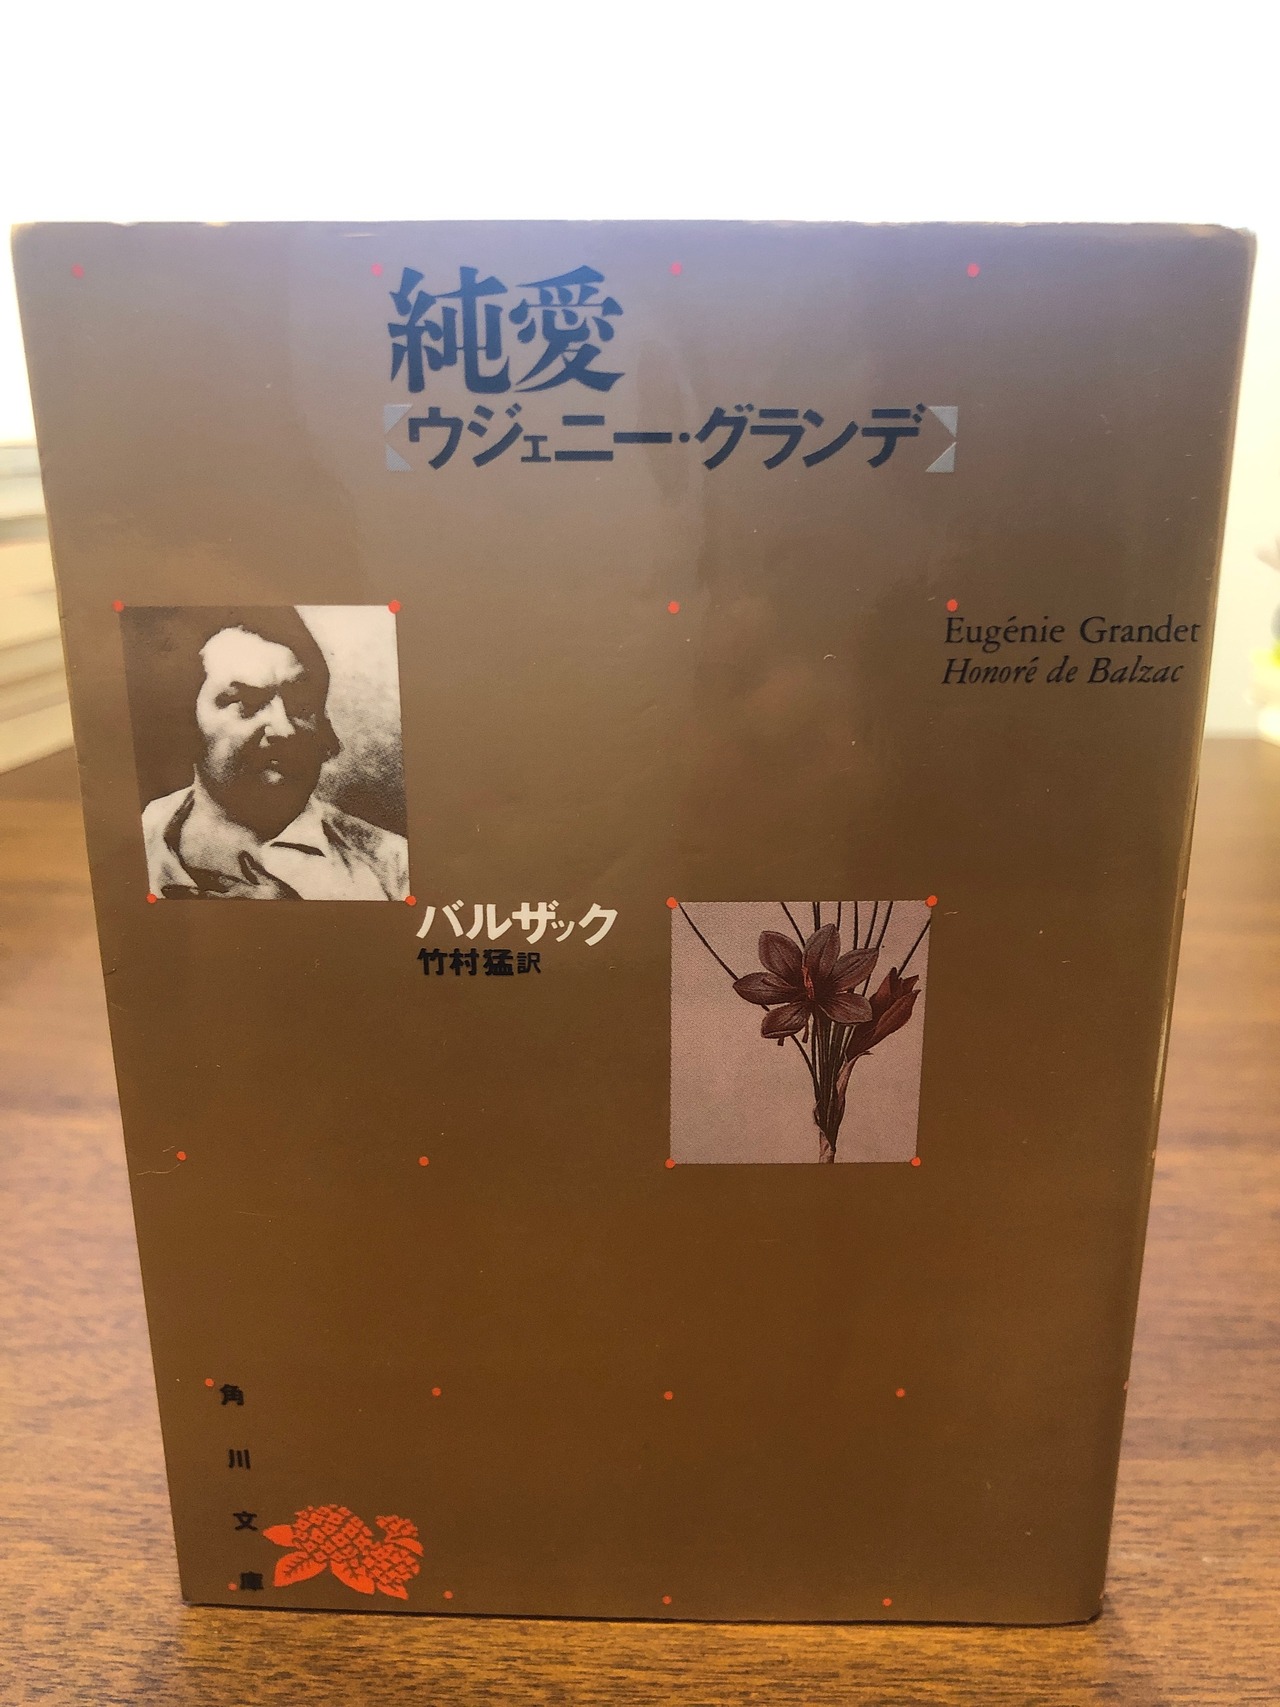 純愛
【ウジェニー・グランデ】
Eugénie Grandet
Honoré de Balzac
バルザック
竹村猛訳
角川文庫